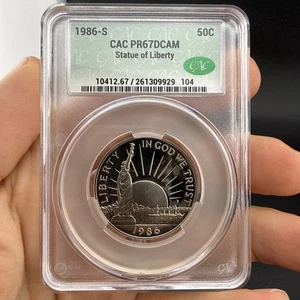 1986-S 50C
CAC PR67DCAM
Statue of Liberty
10412.67 / 261309929 104
CAC
LIBERTY IN GOD WE TRUST
1986